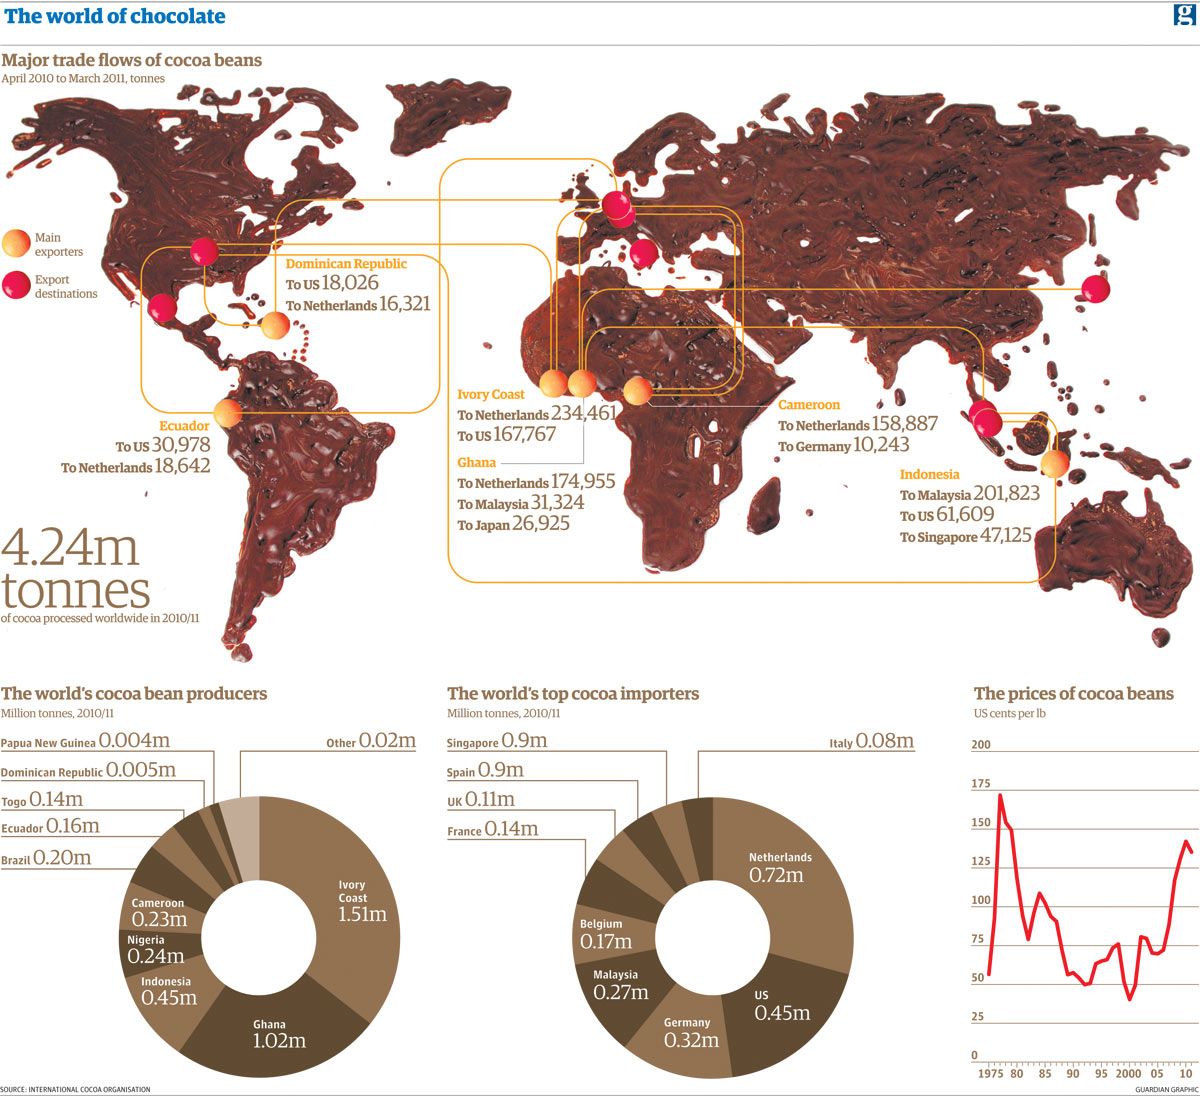 The world of chocolate
g
Major trade flows of cocoa beans
April 2010 to March 2011, tonnes
Main
exporters
Export
destinations
Dominican Republic
To US 18,026
To Netherlands 16,321
Ecuador
To US 30,978
To Netherlands 18,642
Ivory Coast
To Netherlands 234,461
To US 167,767
Ghana
To Netherlands 174,955
To Malaysia 31,324
To Japan 26,925
Cameroon
To Netherlands 158,887
To Germany 10,243
Indonesia
To Malaysia 201,823
To US 61,609
To Singapore 47,125
4.24m
tonnes
of cocoa processed worldwide in 2010/11
The world's cocoa bean producers
Million tonnes, 2010/11
Papua New Guinea 0.004m
Other 0.02m
Dominican Republic 0.005m
Togo 0.14m
Ecuador 0.16m
Brazil 0.20m
Cameroon
0.23m
Nigeria
0.24m
Indonesia
0.45m
Ghana
1.02m
Ivory
Coast
1.51m
The world's top cocoa importers
Million tonnes, 2010/11
Singapore 0.9m
Italy 0.08m
Spain 0.9m
UK 0.11m
France 0.14m
Belgium
0.17m
Malaysia
0.27m
Germany
0.32m
US
0.45m
Netherlands
0.72m
The prices of cocoa beans
US cents per lb
200
175
150
125
100
75
50
25
0
1975 80 85 90 95 2000 05 10
SOURCE: INTERNATIONAL COCOA ORGANISATION
GUARDIAN GRAPHIC